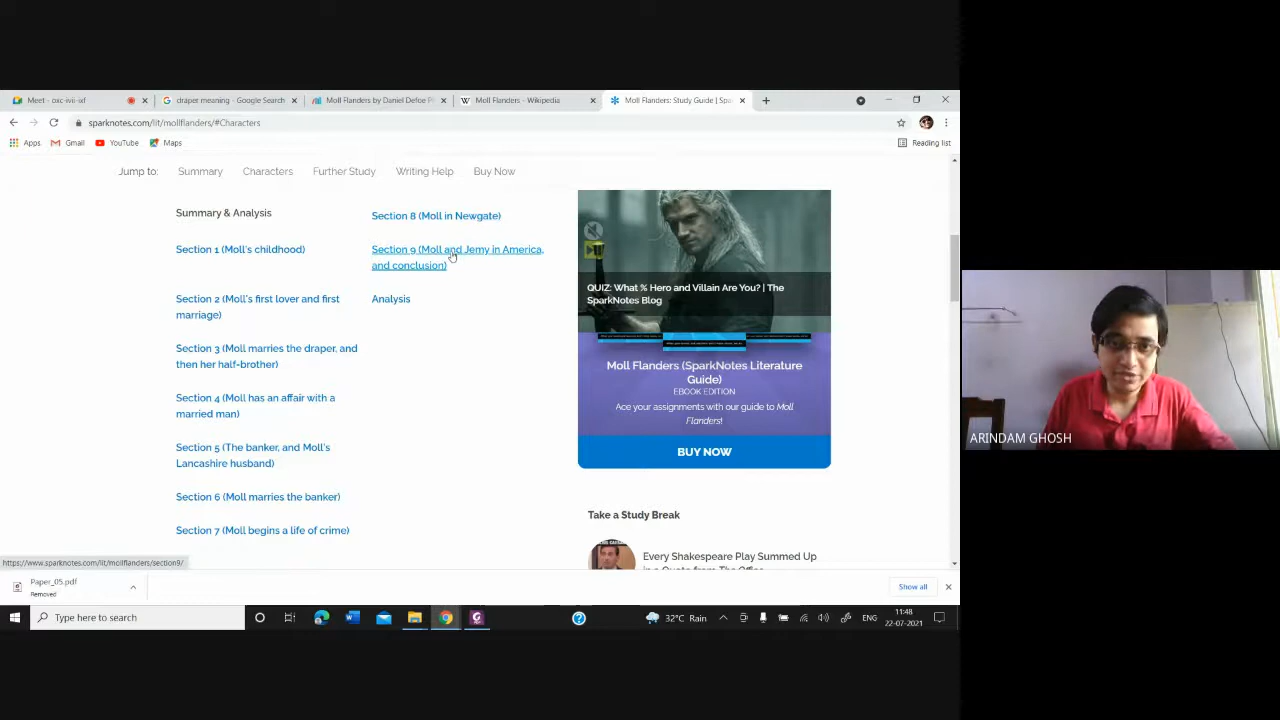 Meet - oxc-wii-ixf
draper meaning - Google Search
Moll Flanders by Daniel Defoe
Moll Flanders - Wikipedia
Moll Flanders: Study Guide |
sparknotes.com/lit/mollflanders/#Characters
Apps
Gmail
YouTube
Maps
Reading list
Jump to:
Summary
Characters
Further Study
Writing Help
Buy Now
Summary & Analysis
Section 1 (Moll's childhood)
Section 2 (Moll's first lover and first
marriage)
Section 3 (Moll marries the draper, and
then her half-brother)
Section 4 (Moll has an affair with a
married man)
Section 5 (The banker, and Moll's
Lancashire husband)
Section 6 (Moll marries the banker)
Section 7 (Moll begins a life of crime)
Section 8 (Moll in Newgate)
Section 9 (Moll and Jemy in America,
and conclusion)
Analysis
QUIZ: What % Hero and Villain Are You? | The
SparkNotes Blog
Moll Flanders (SparkNotes Literature
Guide)
EBOOK EDITION
Ace your assignments with our guide to Moll
Flanders!
BUY NOW
Take a Study Break
Every Shakespeare Play Summed Up
in a Quote from The Office
https://www.sparknotes.com/lit/mollflanders/section9/
Paper_05.pdf
Removed
Show all
Type here to search
32°C Rain
ENG
11:48
22-07-2021
ARINDAM GHOSH